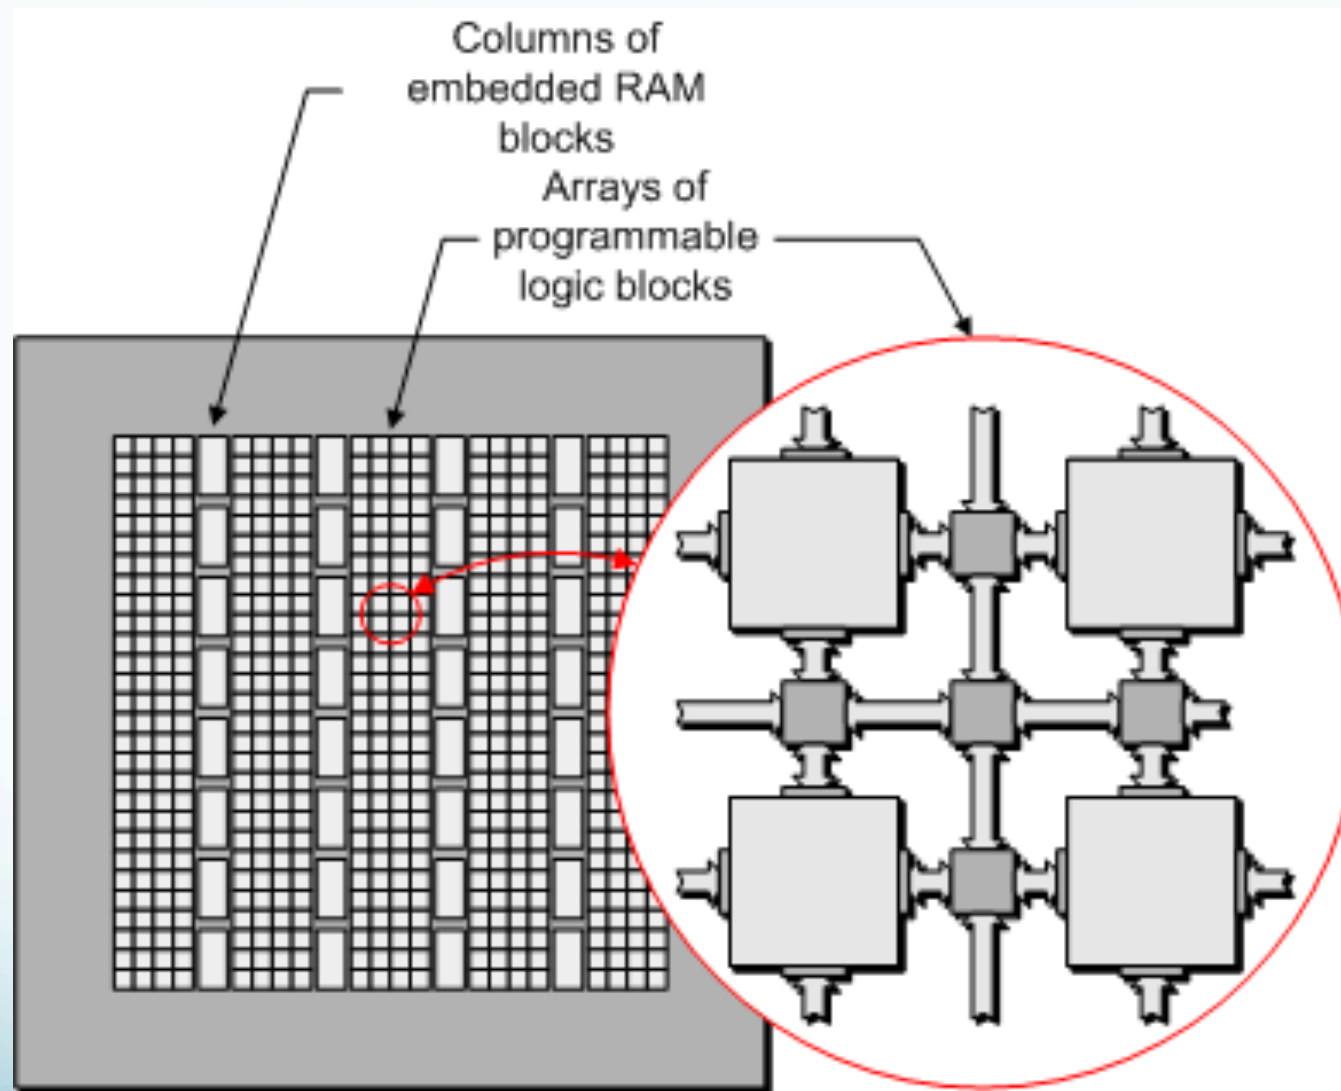 Columns of
embedded RAM
blocks
Arrays of
programmable
logic blocks